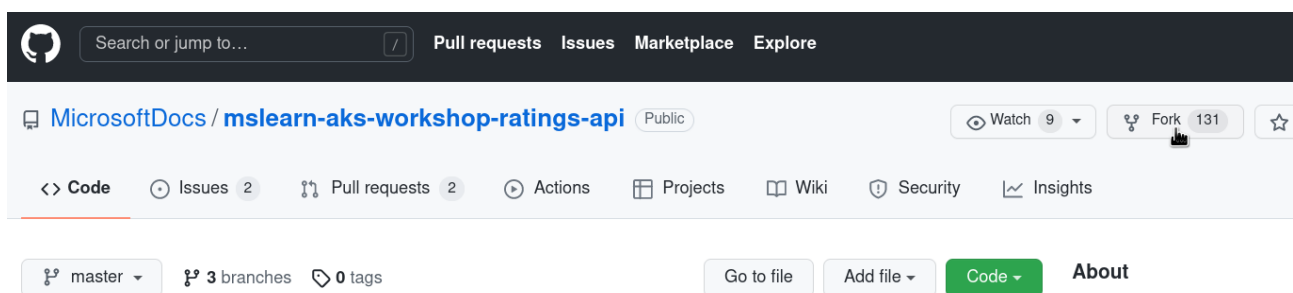 Search or jump to… / Pull requests Issues Marketplace Explore
MicrosoftDocs / mslearn-aks-workshop-ratings-api Public Watch 9 Fork 131
Code Issues 2 Pull requests 2 Actions Projects Wiki Security Insights
master 3 branches 0 tags Go to file Add file Code About